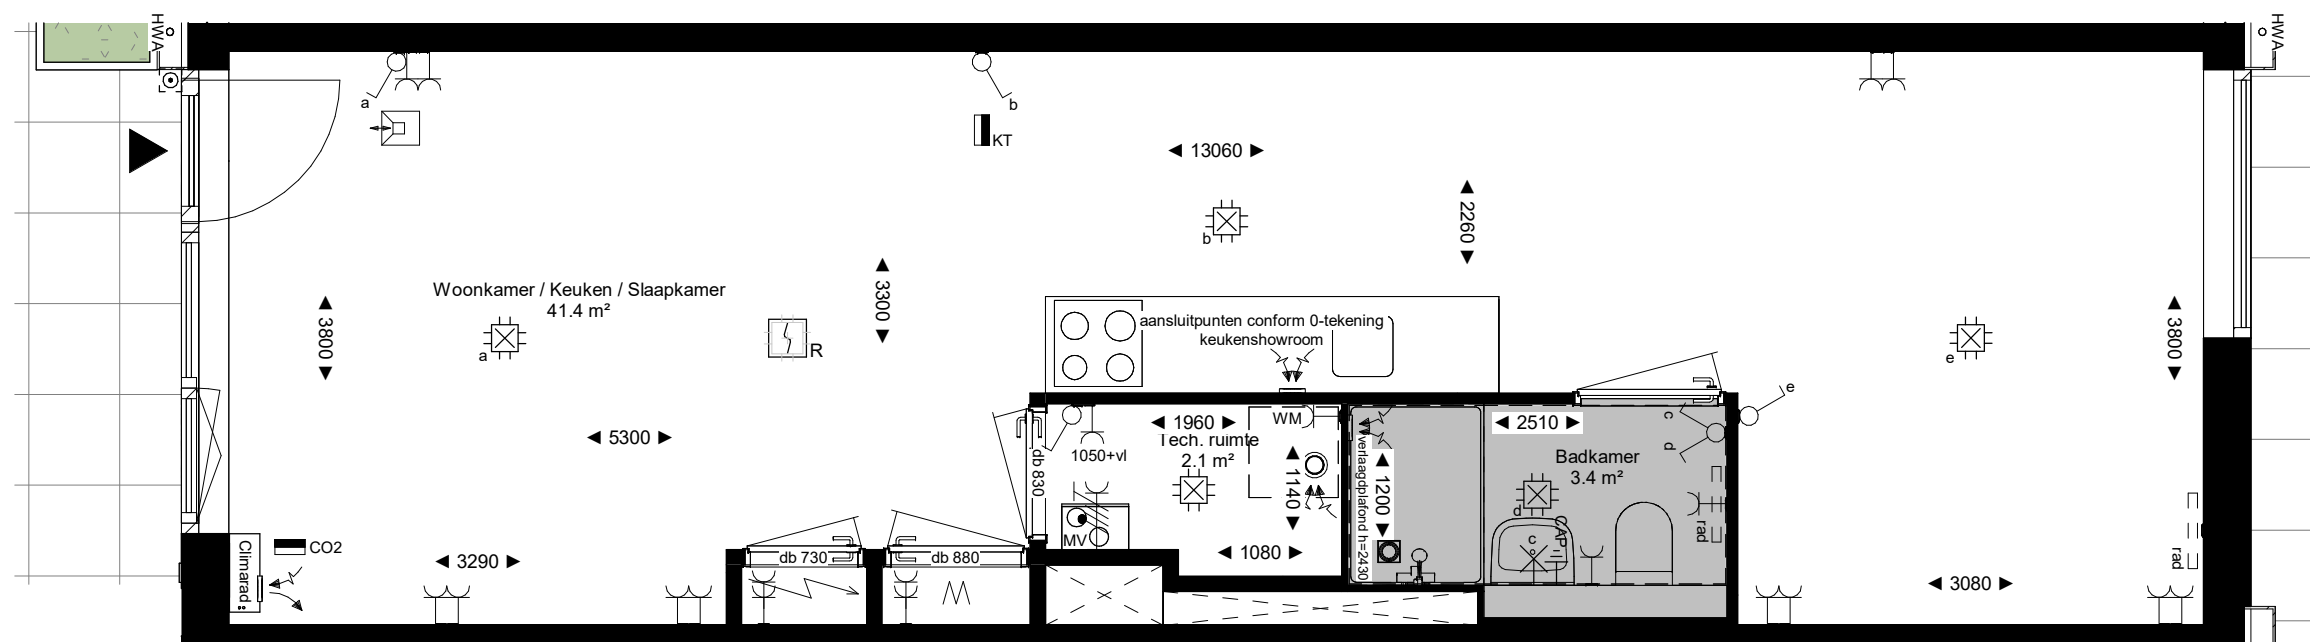 HWA
HWA
a
b
KT
◄ 13060 ►
◄ 2260 ►
b
Woonkamer / Keuken / Slaapkamer
41.4 m²
◄ 3800 ►
a
R
◄ 3300 ►
aansluitpunten conform 0-tekening
keukenshowroom
e
◄ 3800 ►
e
◄ 5300 ►
db 830
1050+vl
◄ 1960 ►
Tech. ruimte
2.1 m²
WM
◄ 1140 ►
verlaagdplafond h=2430
◄ 1200 ►
◄ 2510 ►
Badkamer
3.4 m²
c
d
d
CAP
c
rad
rad
MV
◄ 1080 ►
Climarad
CO2
◄ 3290 ►
db 730
db 880
◄ 3080 ►